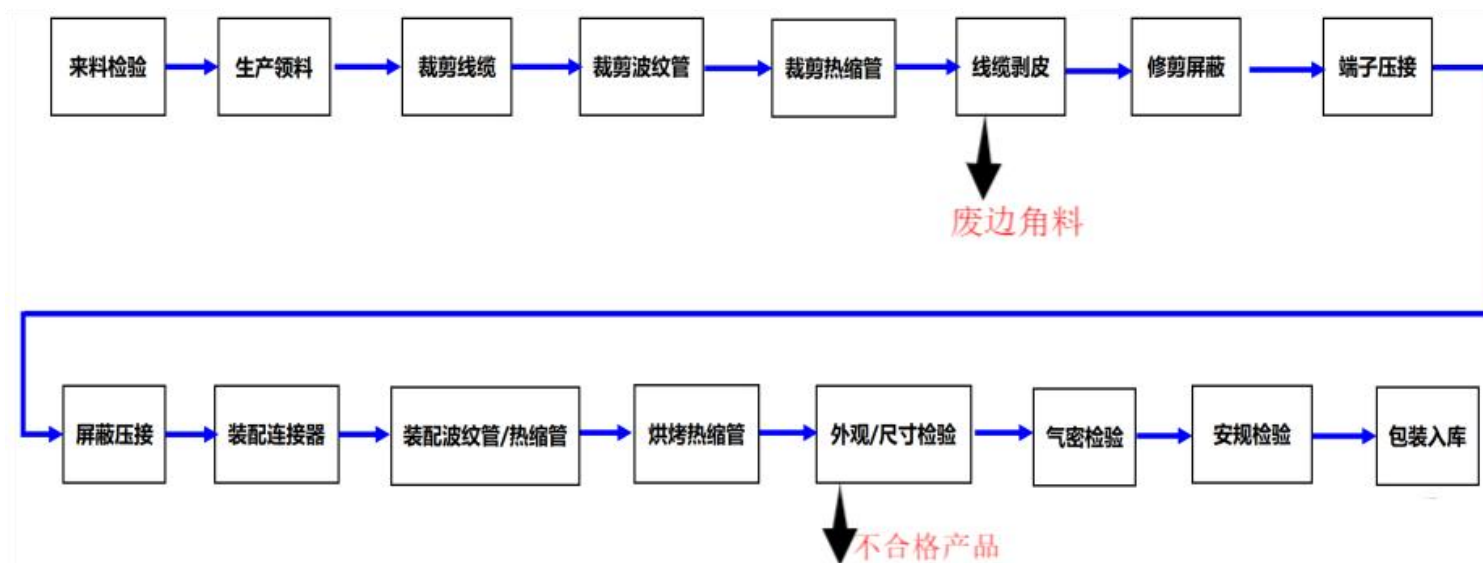 来料检验
生产领料
裁剪线缆
裁剪波纹管
裁剪热缩管
线缆剥皮
修剪屏蔽
端子压接
废边角料
屏蔽压接
装配连接器
装配波纹管/热缩管
烘烤热缩管
外观/尺寸检验
气密检验
安规检验
包装入库
不合格产品